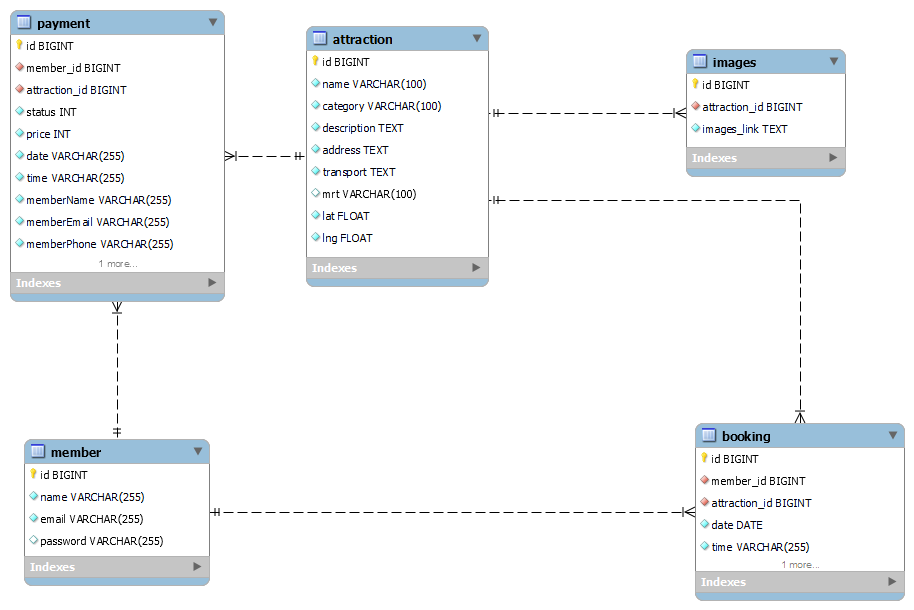 payment
id BIGINT
member_id BIGINT
attraction_id BIGINT
status INT
price INT
date VARCHAR(255)
time VARCHAR(255)
memberName VARCHAR(255)
memberEmail VARCHAR(255)
memberPhone VARCHAR(255)
1 more...
Indexes
attraction
id BIGINT
name VARCHAR(100)
category VARCHAR(100)
description TEXT
address TEXT
transport TEXT
mrt VARCHAR(100)
lat FLOAT
lng FLOAT
Indexes
images
id BIGINT
attraction_id BIGINT
images_link TEXT
Indexes
member
id BIGINT
name VARCHAR(255)
email VARCHAR(255)
password VARCHAR(255)
Indexes
booking
id BIGINT
member_id BIGINT
attraction_id BIGINT
date DATE
time VARCHAR(255)
1 more...
Indexes